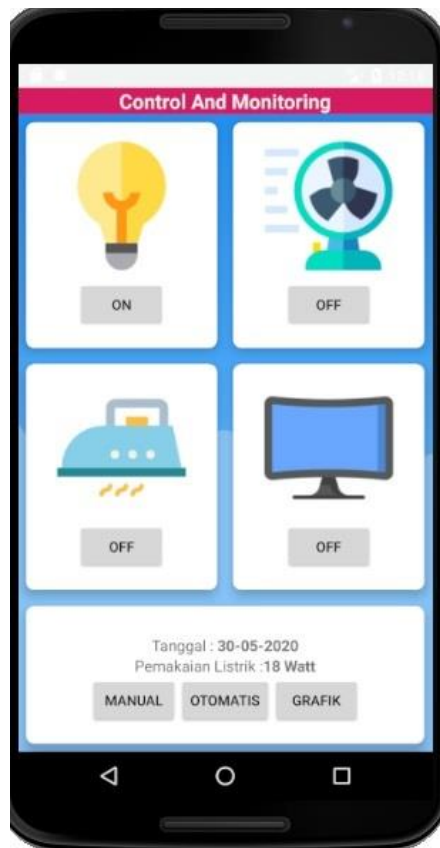 Control And Monitoring
ON
OFF
OFF
OFF
Tanggal : 30-05-2020
Pemakaian Listrik :18 Watt
MANUAL OTOMATIS GRAFIK